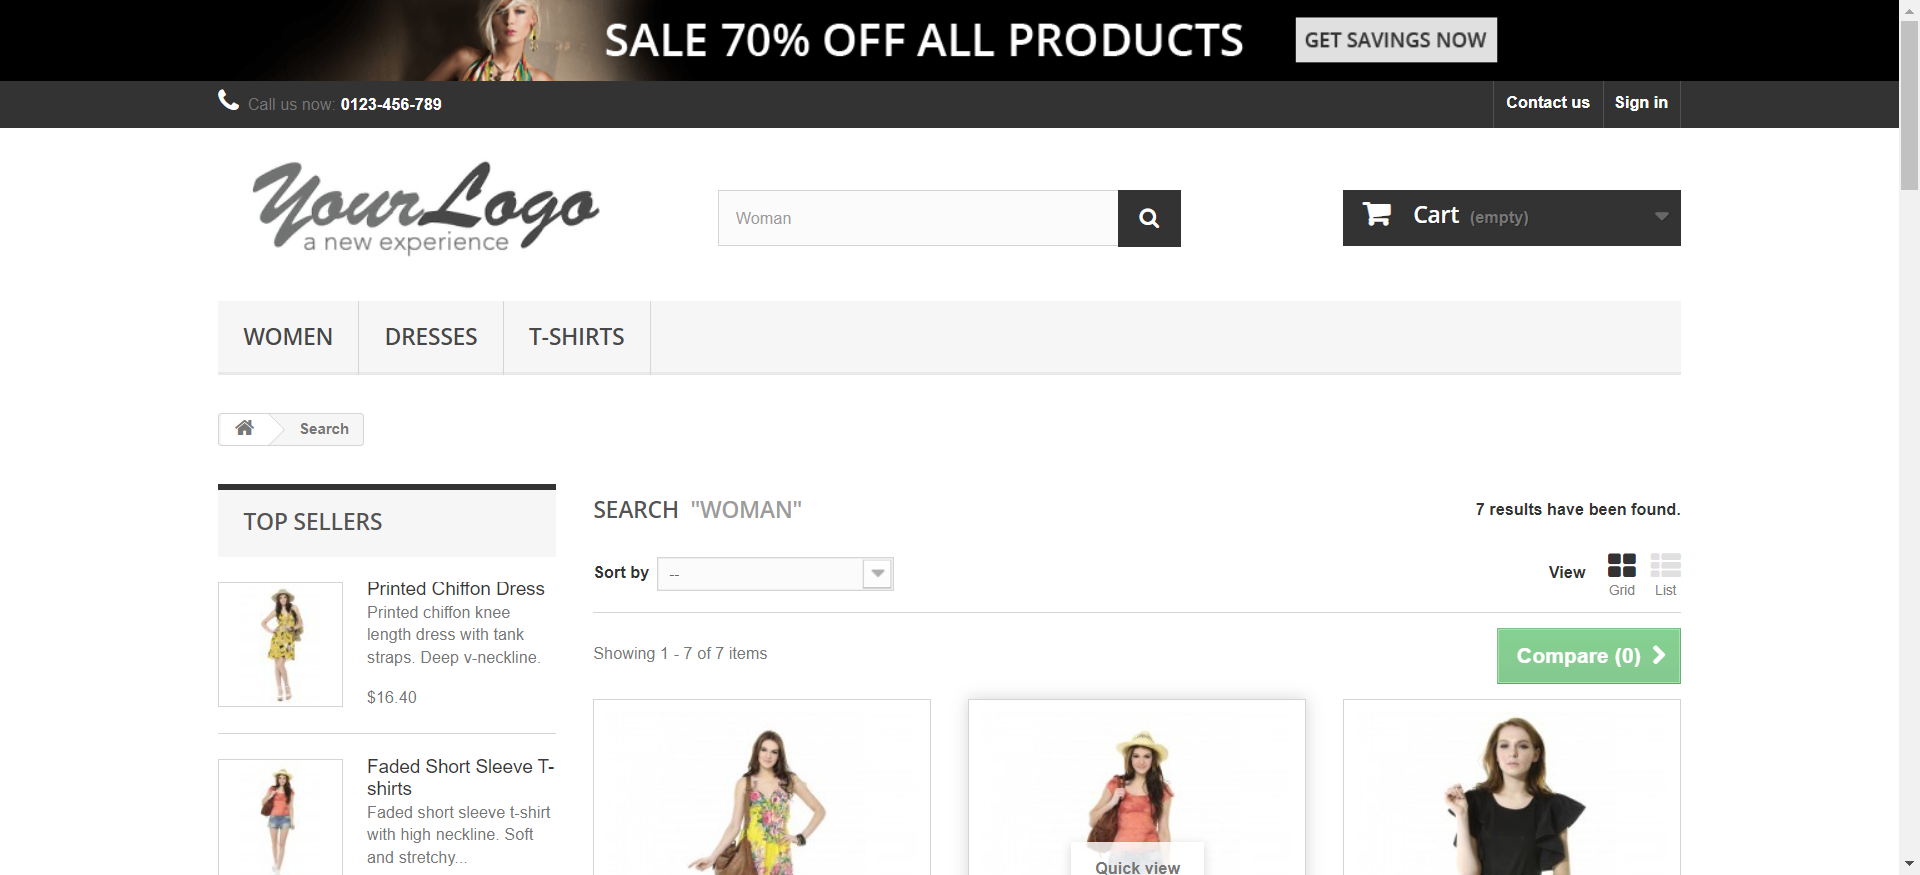 SALE 70% OFF ALL PRODUCTS
GET SAVINGS NOW
Call us now: 0123-456-789
Contact us
Sign in
YourLogo
a new experience
Woman
Cart (empty)
WOMEN
DRESSES
T-SHIRTS
Search
TOP SELLERS
Printed Chiffon Dress
Printed chiffon knee
length dress with tank
straps. Deep v-neckline.
$16.40
Faded Short Sleeve T-
shirts
Faded short sleeve t-shirt
with high neckline. Soft
and stretchy...
SEARCH "WOMAN"
7 results have been found.
Sort by
--
View
Grid
List
Showing 1 - 7 of 7 items
Compare (0)
Quick view